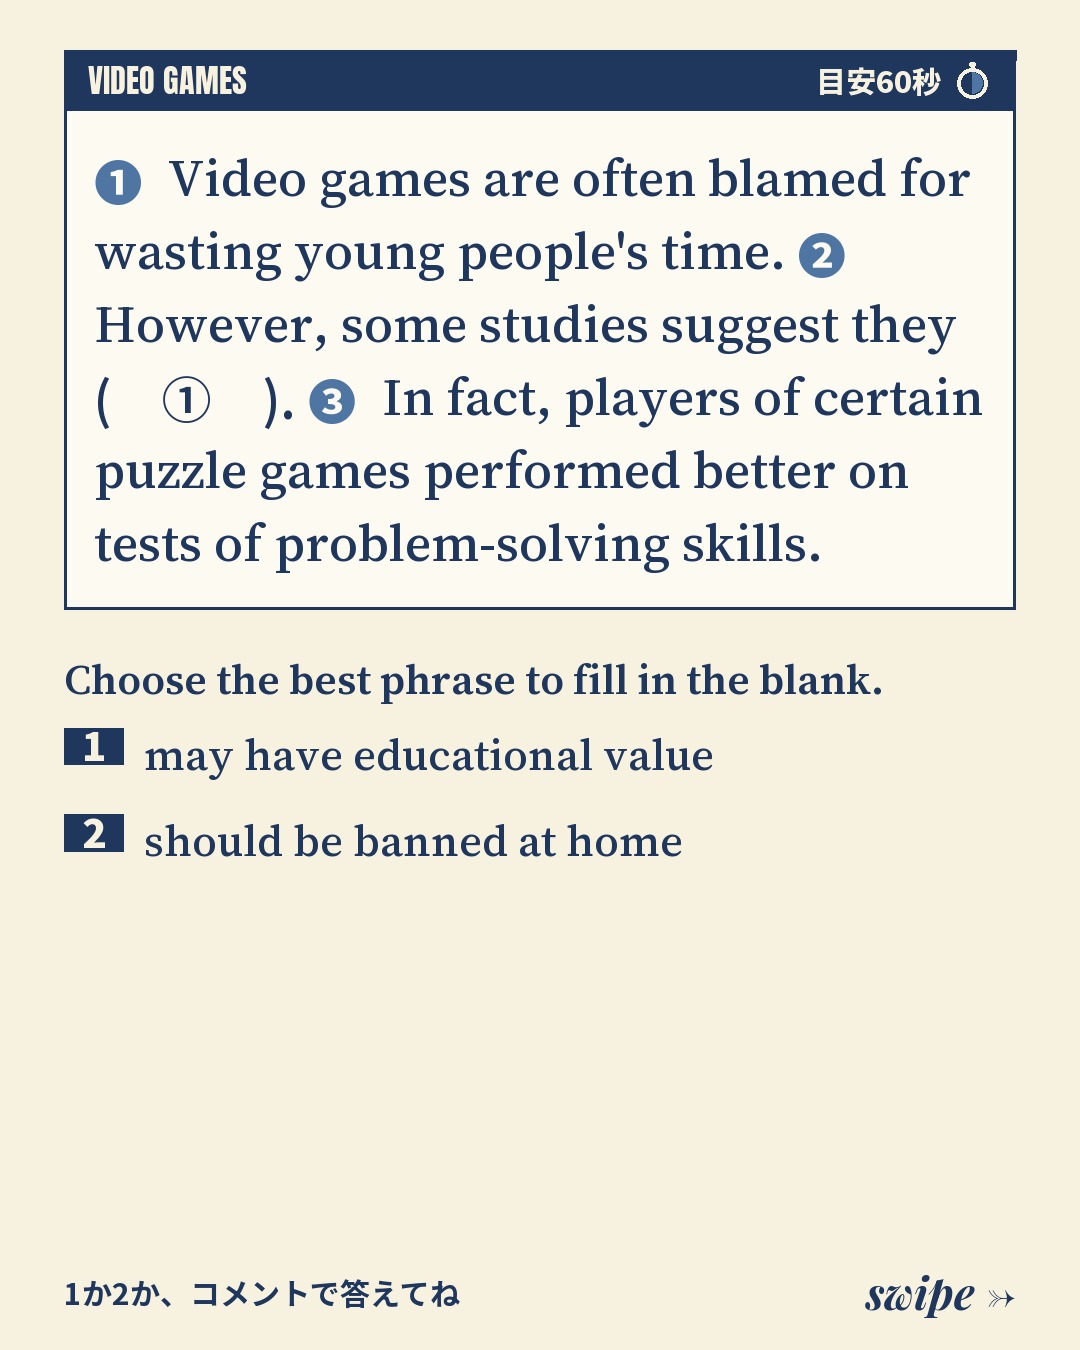 VIDEO GAMES 目安60秒
❶ Video games are often blamed for
wasting young people's time. ❷
However, some studies suggest they
( ① ). ❸ In fact, players of certain
puzzle games performed better on
tests of problem-solving skills.
Choose the best phrase to fill in the blank.
1 may have educational value
2 should be banned at home
1か2か、コメントで答えてね swipe